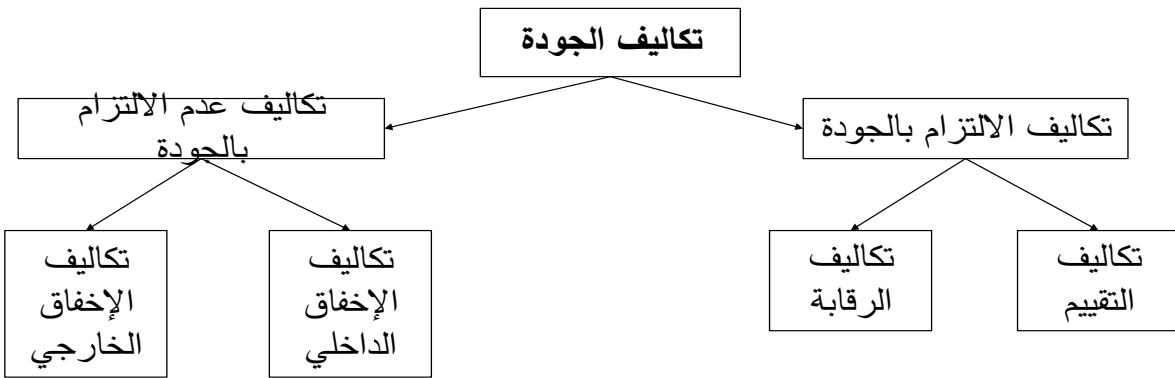 تكاليف الجودة
تكاليف الالتزام بالجودة
تكاليف عدم الالتزام
بالجودة
تكاليف
التقييم
تكاليف
الرقابة
تكاليف
الإخفاق
الداخلي
تكاليف
الإخفاق
الخارجي